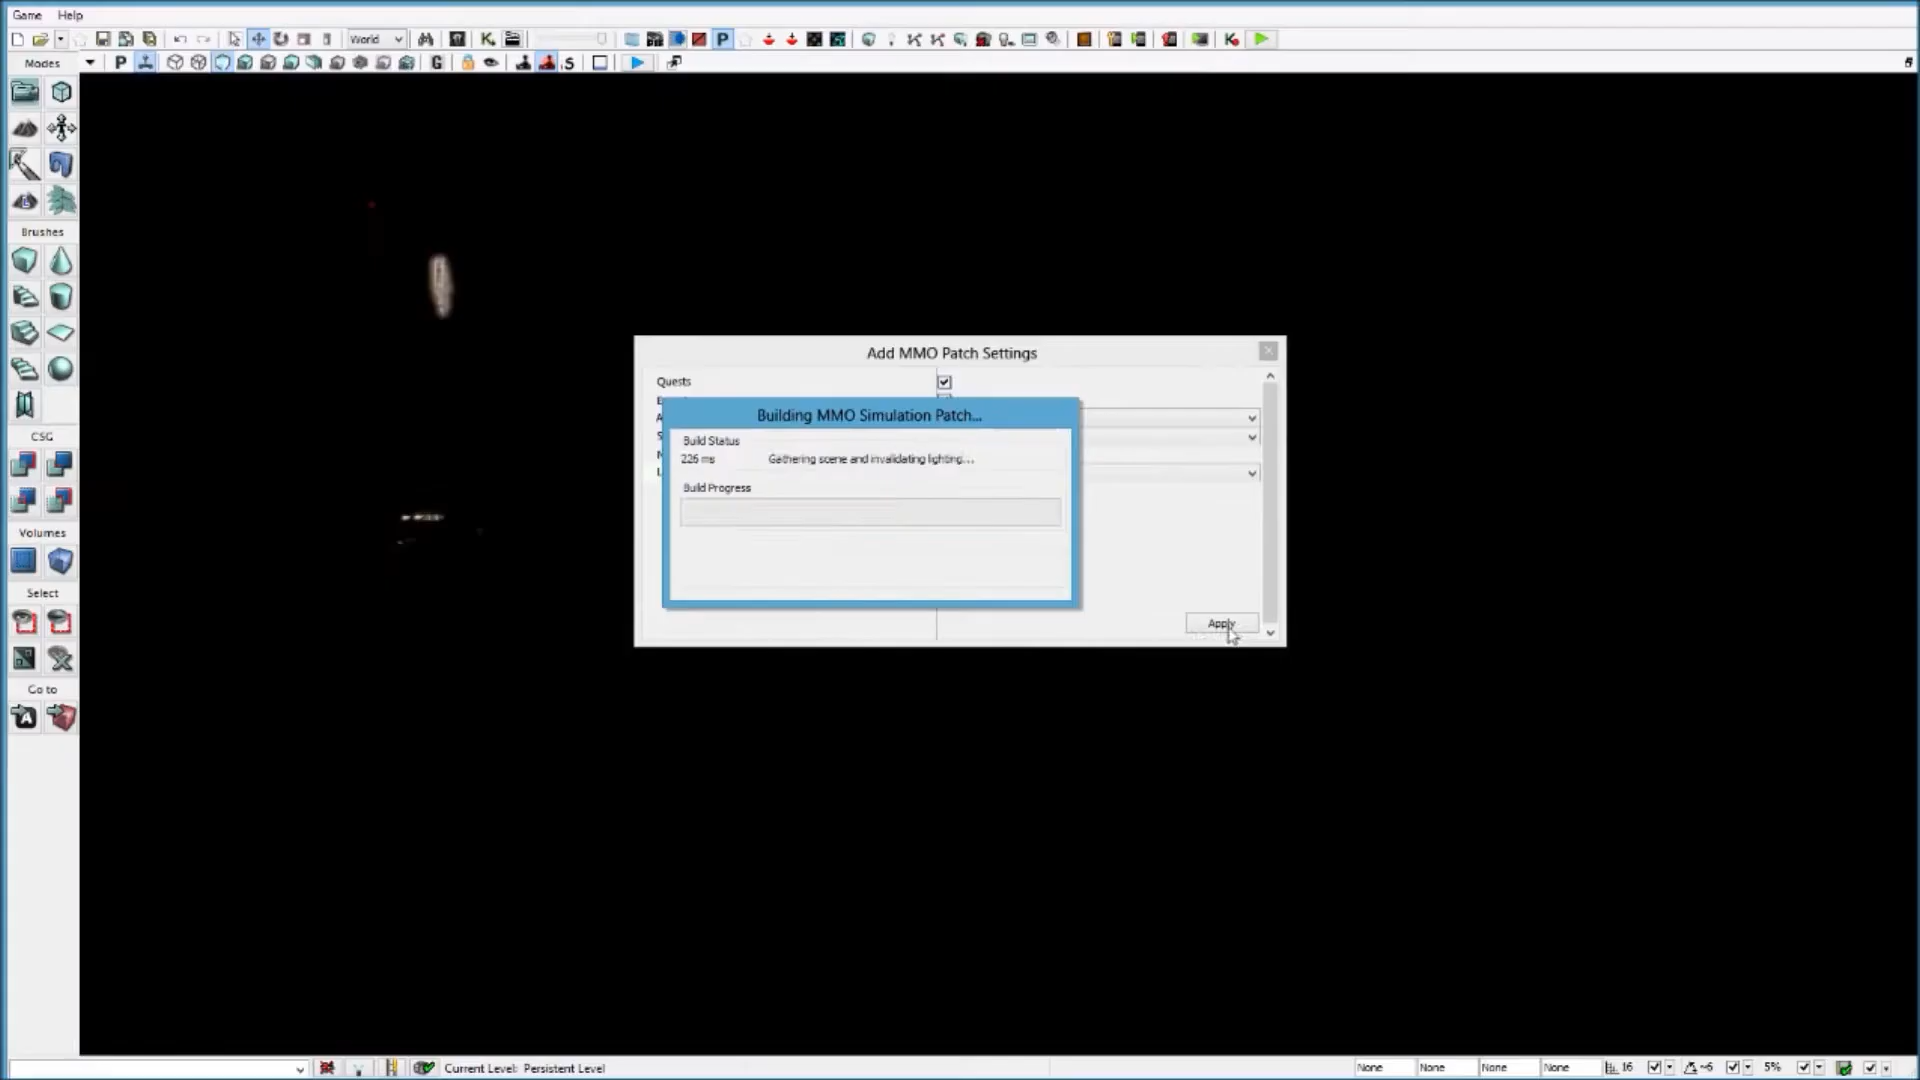 Game Help
World
P
Modes
P G S
Brushes
CSG
Volumes
Select
Go to
Add MMO Patch Settings
Quests
Building MMO Simulation Patch...
Build Status
226 ms Gathering scene and invalidating lighting...
Build Progress
Apply
Current Level: Persistent Level
None None None None 16 5%